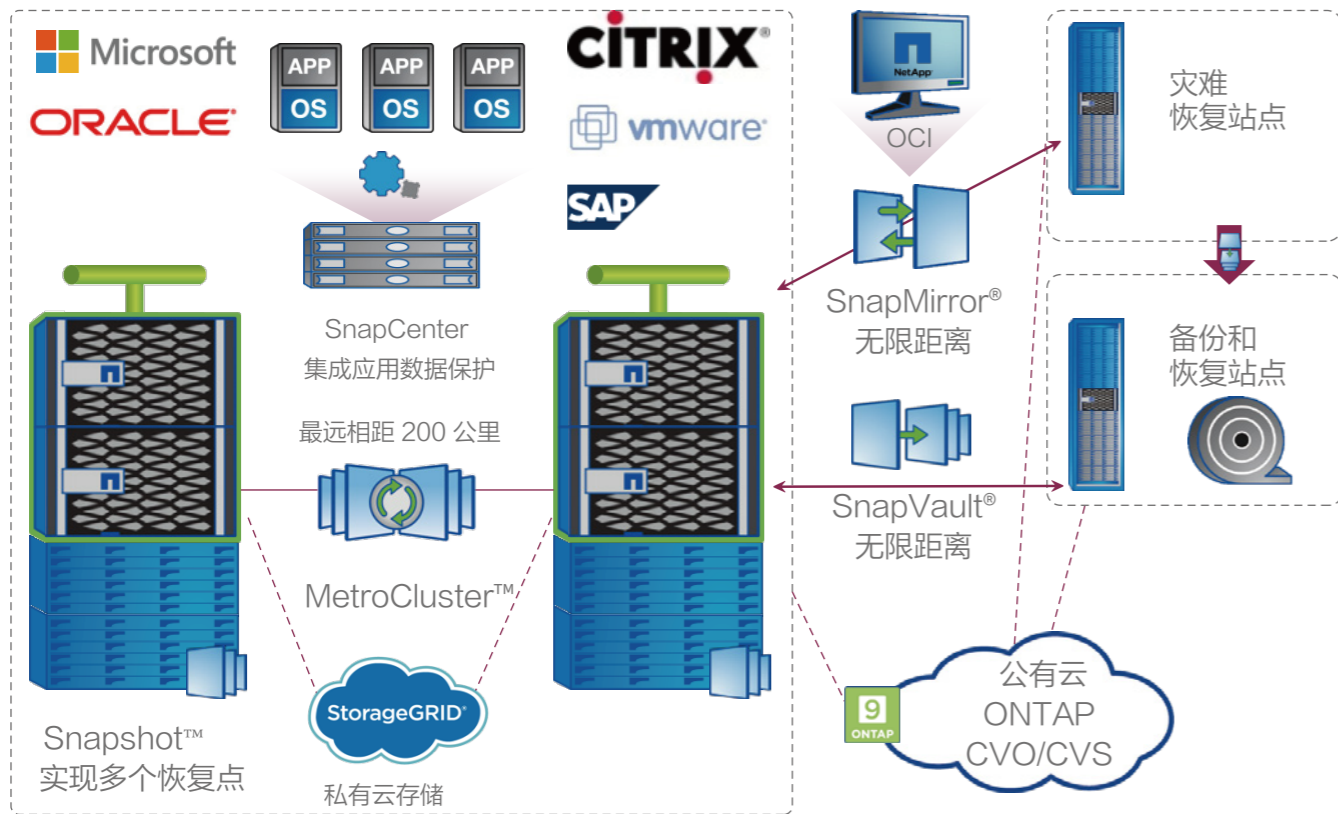 Microsoft
ORACLE®
APP
OS
APP
OS
APP
OS
CİTRIX®
vmware®
SAP
SnapCenter
集成应用数据保护
最远相距 200 公里
MetroCluster™
Snapshot™
实现多个恢复点
StorageGRID®
私有云存储
NetApp®
OCI
SnapMirror®
无限距离
SnapVault®
无限距离
灾难
恢复站点
备份和
恢复站点
9
ONTAP
公有云
ONTAP
CVO/CVS